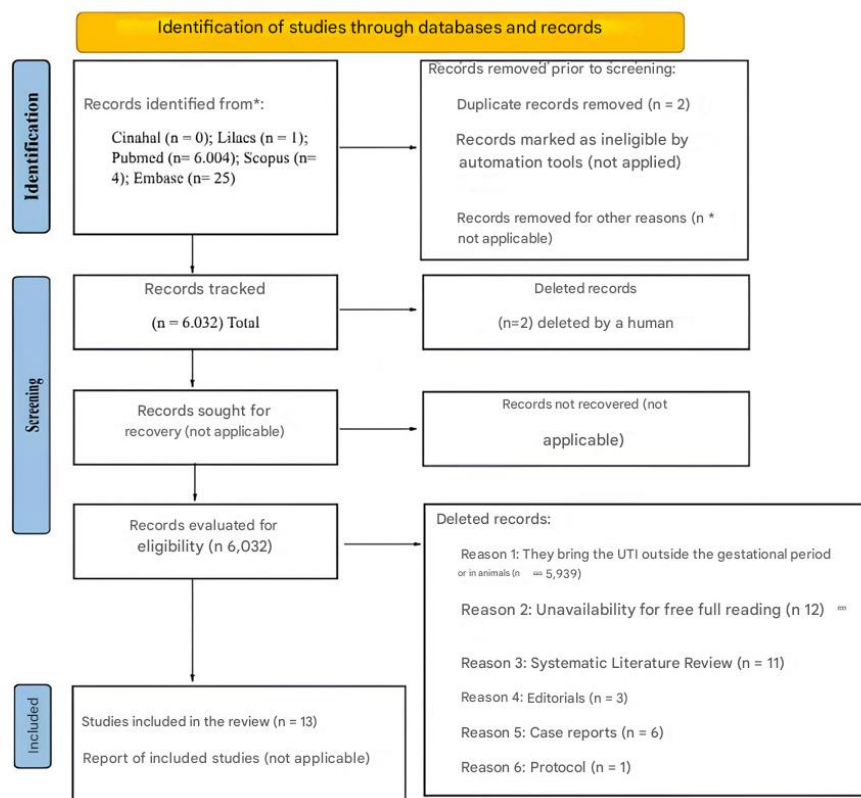 Identification of studies through databases and records
Identification
Records identified from*:
Cinahal (n = 0); Lilacs (n = 1);
Pubmed (n= 6.004); Scopus (n=
4); Embase (n= 25)
Records removed prior to screening:
Duplicate records removed (n = 2)
Records marked as ineligible by
automation tools (not applied)
Records removed for other reasons (n *
not applicable)
Screening
Records tracked
(n = 6.032) Total
Deleted records
(n=2) deleted by a human
Records sought for
recovery (not applicable)
Records not recovered (not
applicable)
Records evaluated for
eligibility (n 6,032)
Deleted records:
Reason 1: They bring the UTI outside the gestational period
or in animals (n = 5,939)
Reason 2: Unavailability for free full reading (n 12) =
Reason 3: Systematic Literature Review (n = 11)
Reason 4: Editorials (n = 3)
Reason 5: Case reports (n = 6)
Reason 6: Protocol (n = 1)
Included
Studies included in the review (n = 13)
Report of included studies (not applicable)